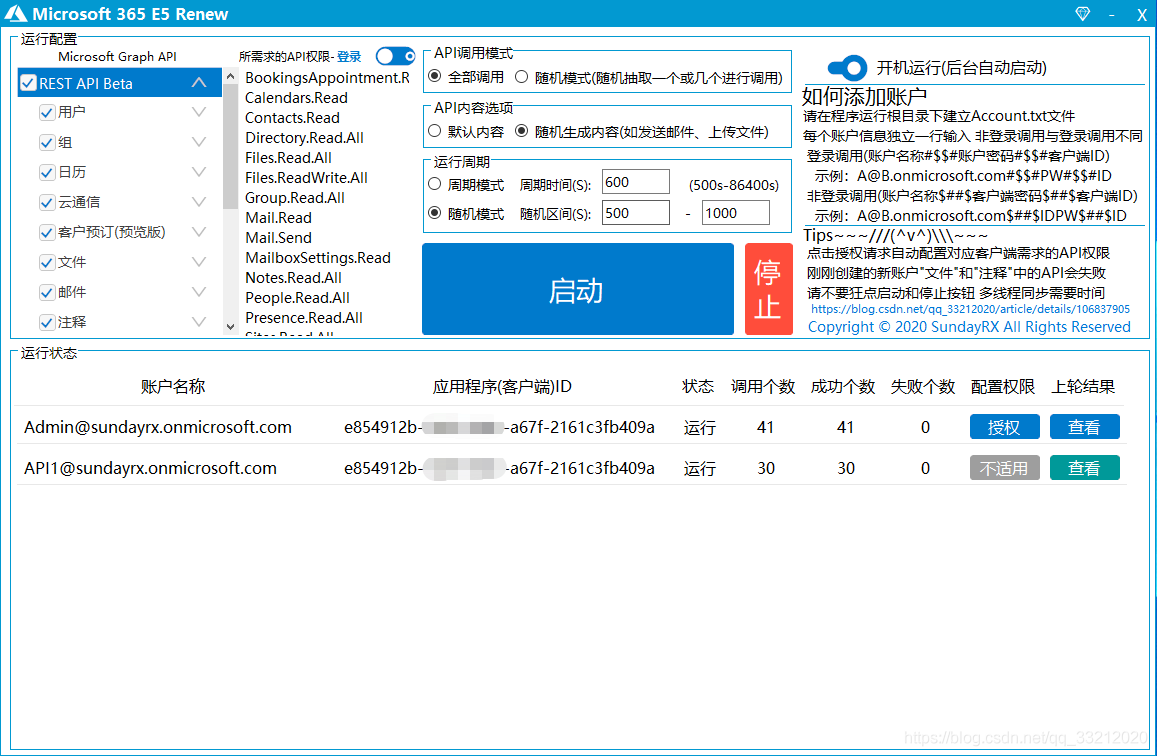 Microsoft 365 E5 Renew
X
运行配置
Microsoft Graph API
REST API Beta
用户
组
日历
云通信
客户预订(预览版)
文件
邮件
注释
所需求的API权限- 登录
BookingsAppointment.R
Calendars.Read
Contacts.Read
Directory.Read.All
Files.Read.All
Files.ReadWrite.All
Group.Read.All
Mail.Read
Mail.Send
MailboxSettings.Read
Notes.Read.All
People.Read.All
Presence.Read.All
Sites.Read.All
API调用模式
全部调用 随机模式(随机抽取一个或几个进行调用)
API内容选项
默认内容 随机生成内容(如发送邮件、上传文件)
运行周期
周期模式 周期时间(S): 600 (500s-86400s)
随机模式 随机区间(S): 500 - 1000
启动
停止
开机运行(后台自动启动)
如何添加账户
请在程序运行根目录下建立Account.txt文件
每个账户信息独立一行输入 非登录调用与登录调用不同
登录调用(账户名称#$$#账户密码#$$#客户端ID)
示例：A@B.onmicrosoft.com#$$#PW#$$#ID
非登录调用(账户名称$##$客户端密码$##$客户端ID)
示例：A@B.onmicrosoft.com$##$IDPW$##$ID
Tips~~~///(^v^)\\\~~~
点击授权请求自动配置对应客户端需求的API权限
刚刚创建的新账户"文件"和"注释"中的API会失败
请不要狂点启动和停止按钮 多线程同步需要时间
https://blog.csdn.net/qq_33212020/article/details/106837905
Copyright © 2020 SundayRX All Rights Reserved
运行状态
账户名称 应用程序(客户端)ID 状态 调用个数 成功个数 失败个数 配置权限 上轮结果
Admin@sundayrx.onmicrosoft.com e854912b- -a67f-2161c3fb409a 运行 41 41 0 授权 查看
API1@sundayrx.onmicrosoft.com e854912b- -a67f-2161c3fb409a 运行 30 30 0 不适用 查看
https://blog.csdn.net/qq_33212020